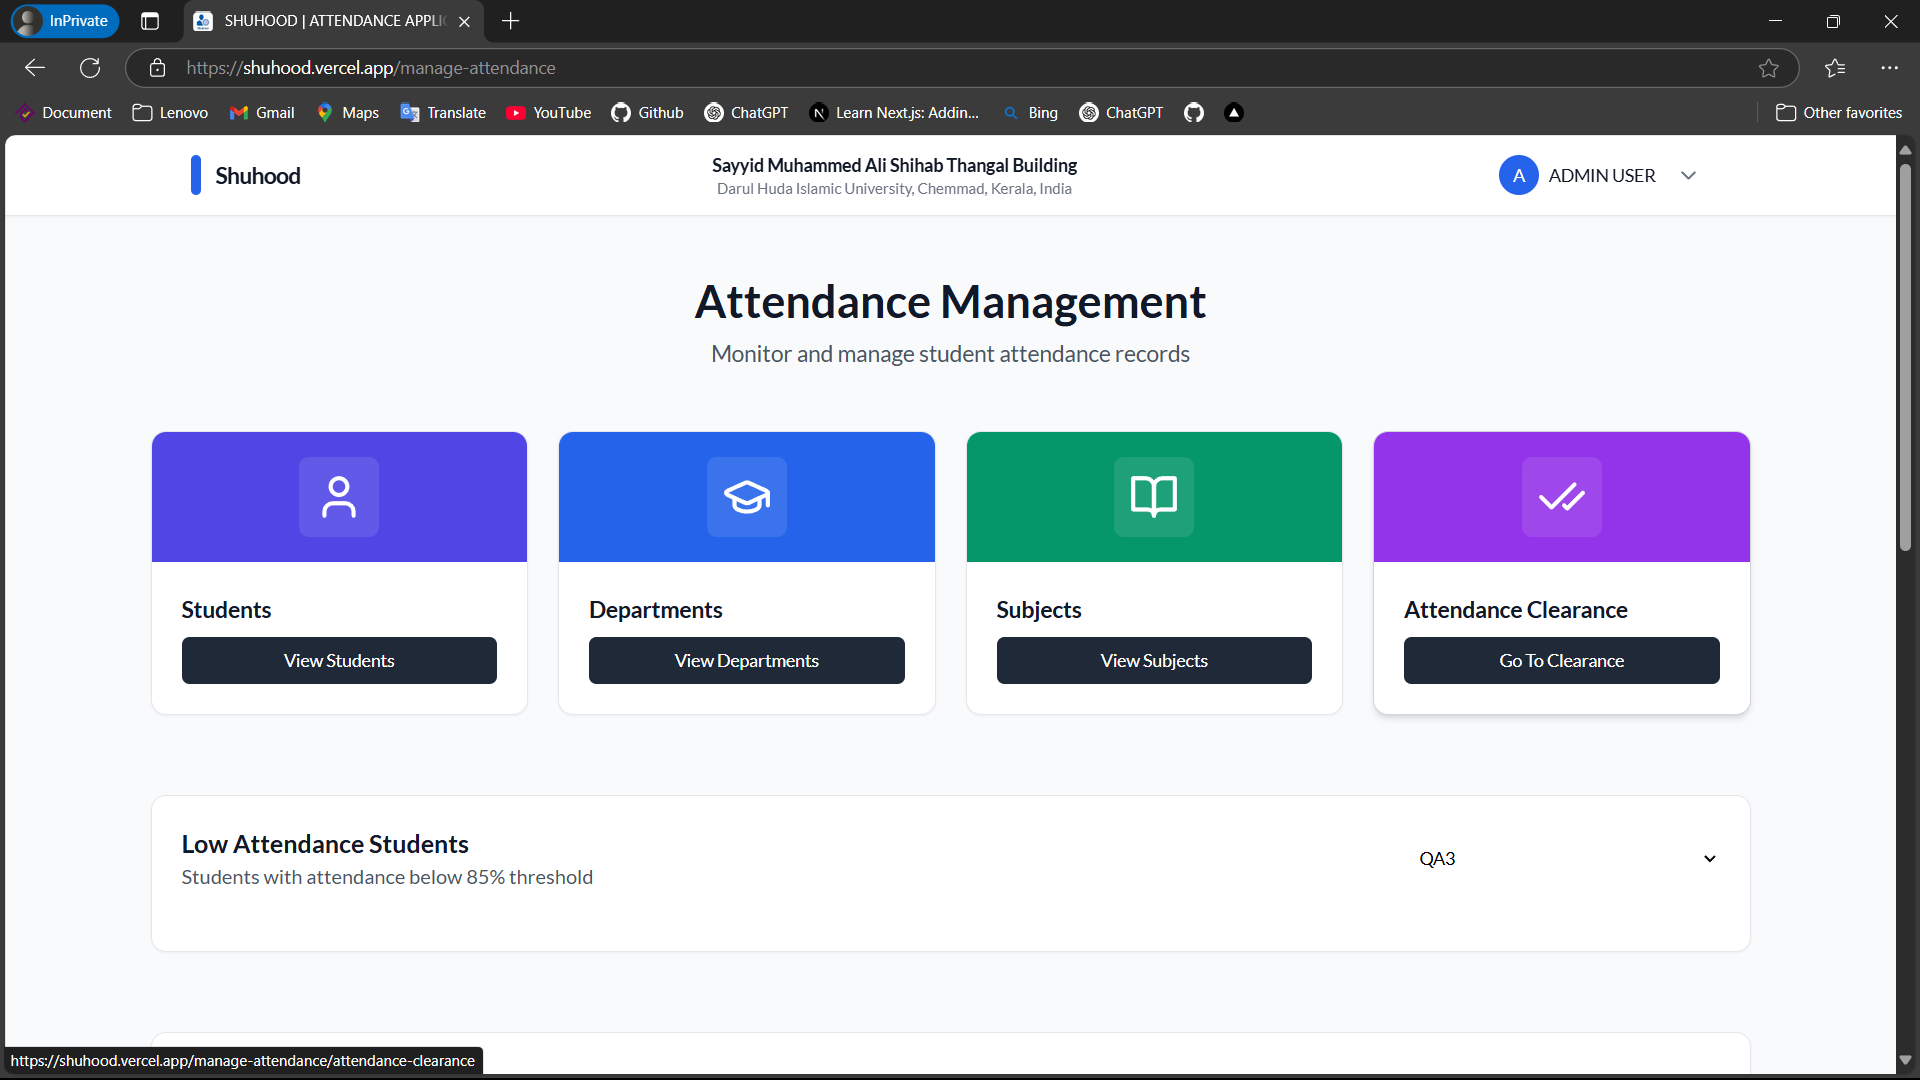 InPrivate
SHUHOOD | ATTENDANCE APPLIC
https://shuhood.vercel.app/manage-attendance
Document Lenovo Gmail Maps Translate YouTube Github ChatGPT Learn Next.js: Addin... Bing ChatGPT Other favorites
Shuhood
Sayyid Muhammed Ali Shihab Thangal Building
Darul Huda Islamic University, Chemmad, Kerala, India
A ADMIN USER
Attendance Management
Monitor and manage student attendance records
Students
View Students
Departments
View Departments
Subjects
View Subjects
Attendance Clearance
Go To Clearance
Low Attendance Students
Students with attendance below 85% threshold
QA3
https://shuhood.vercel.app/manage-attendance/attendance-clearance